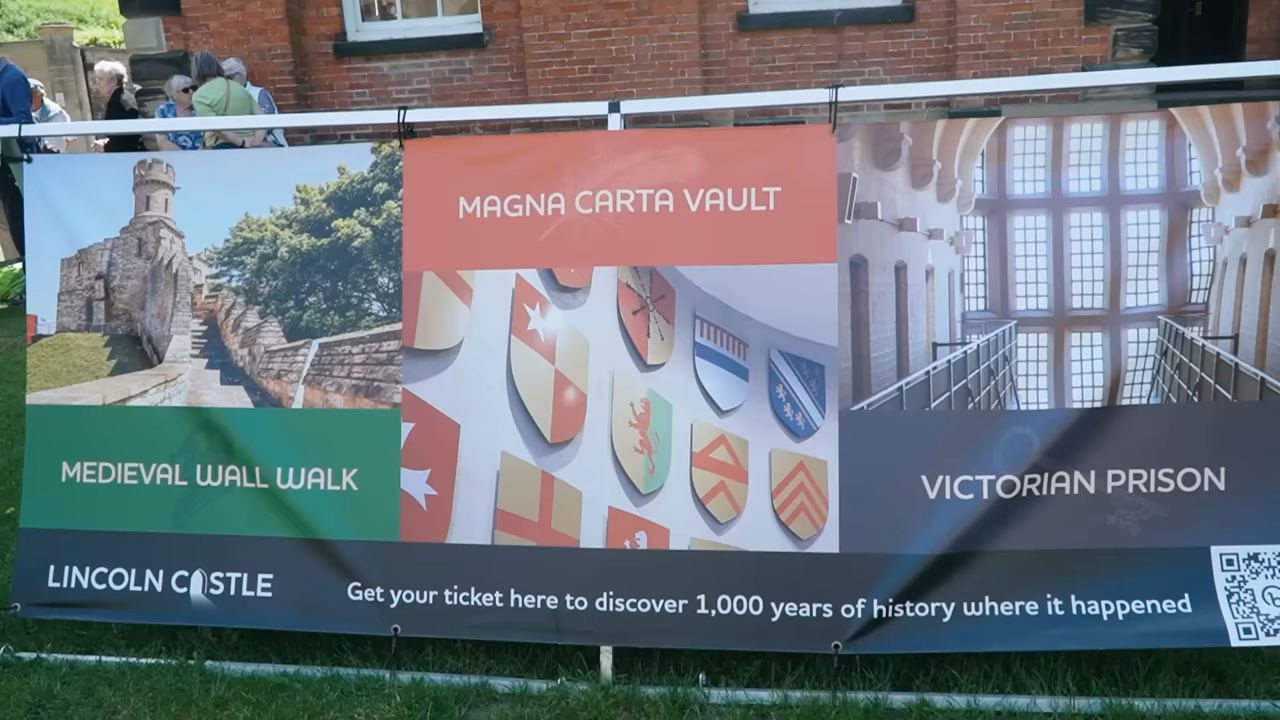 MAGNA CARTA VAULT
MEDIEVAL WALL WALK
VICTORIAN PRISON
LINCOLN CASTLE
Get your ticket here to discover 1,000 years of history where it happened